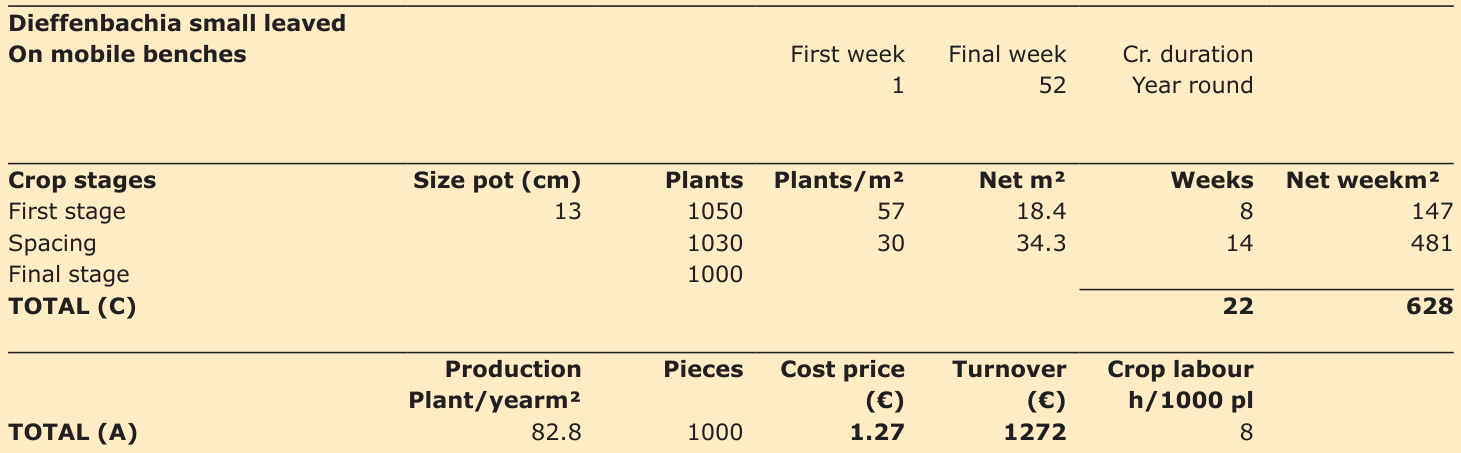 Dieffenbachia small leaved
On mobile benches First week Final week Cr. duration
1 52 Year round
Crop stages Size pot (cm) Plants Plants/m² Net m² Weeks Net weekm²
First stage 13 1050 57 18.4 8 147
Spacing 1030 30 34.3 14 481
Final stage 1000
TOTAL (C) 22 628
Production Pieces Cost price Turnover Crop labour
Plant/yearm² (€) (€) h/1000 pl
TOTAL (A) 82.8 1000 1.27 1272 8